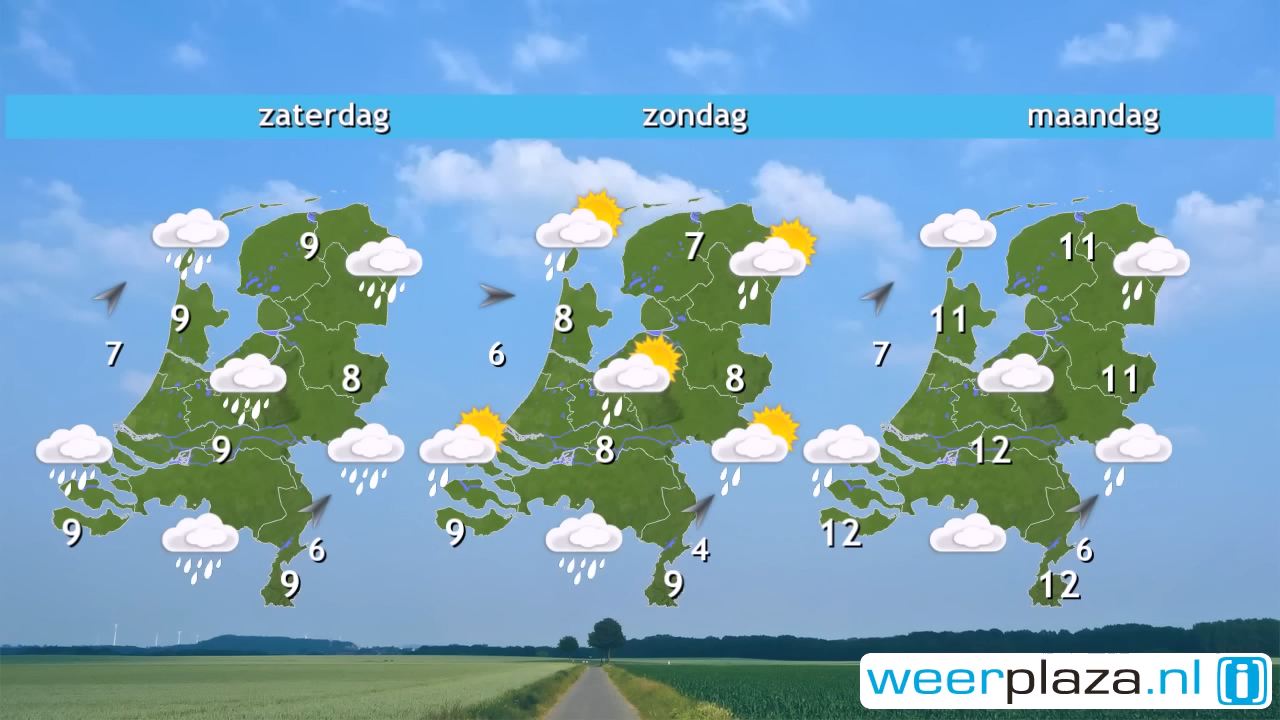 zaterdag zondag maandag
9 7 11
9 8 11
7 6 7
8 8 11
9 8 12
9 9 12
6 4 6
9 9 12
weerplaza.nl i